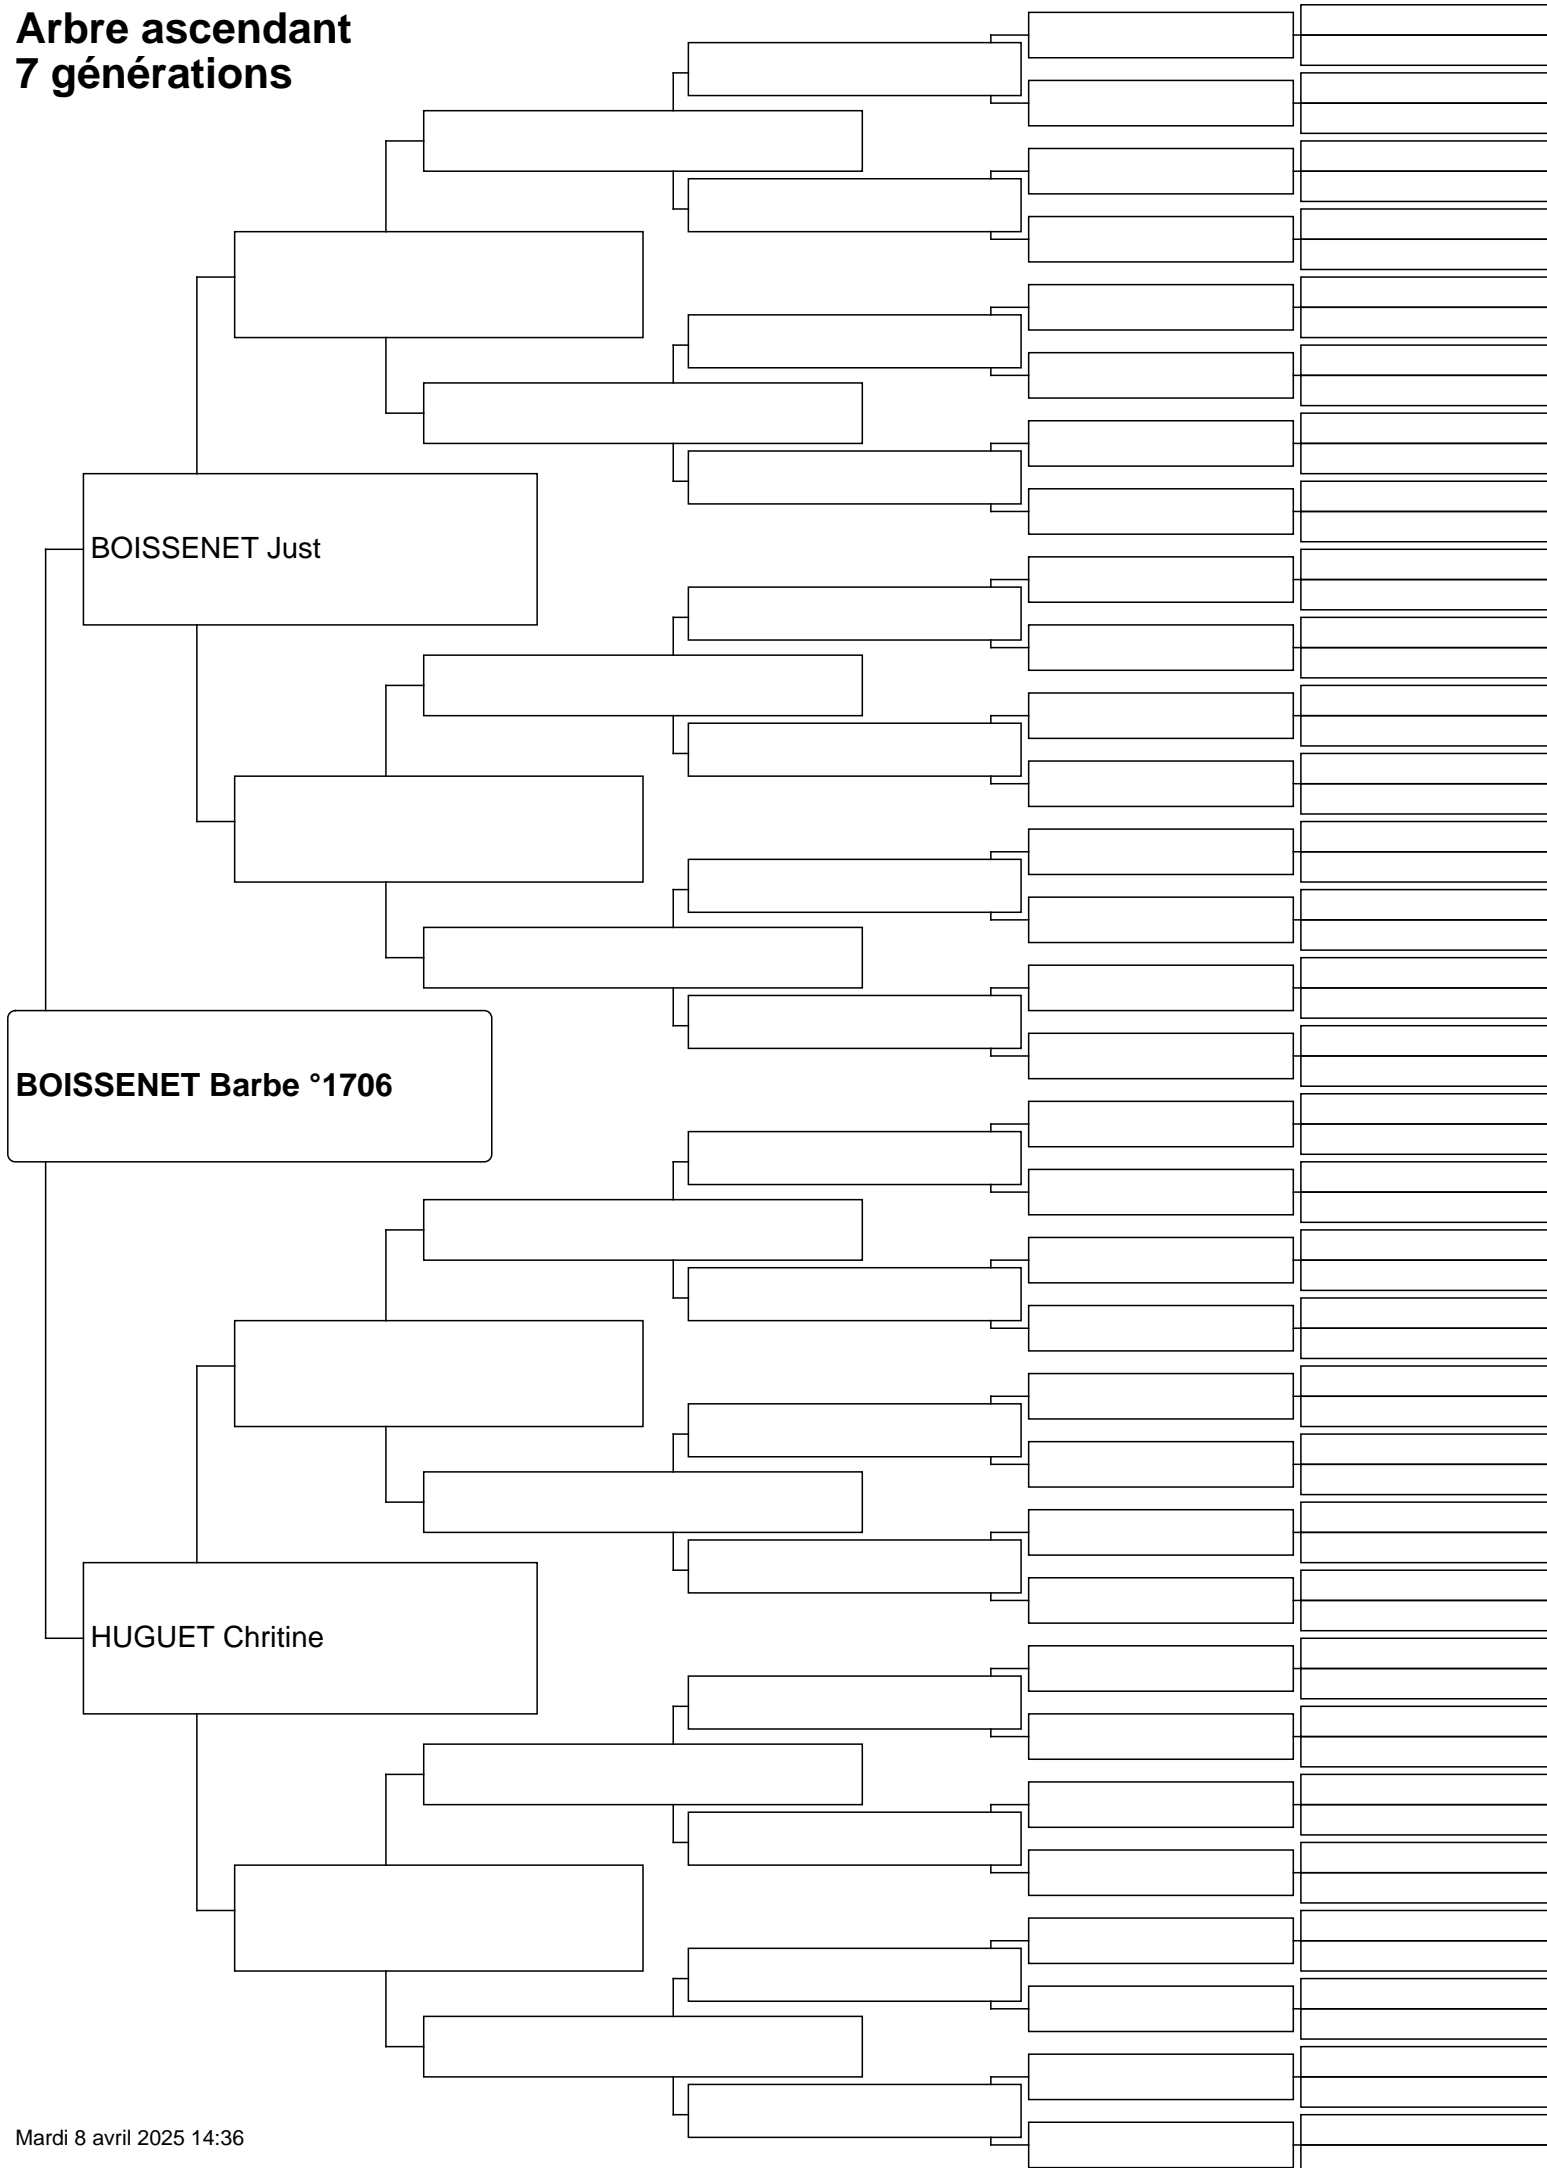 Arbre ascendant
7 générations
BOISSENET Just
BOISSENET Barbe °1706
HUGUET Chritine
Mardi 8 avril 2025 14:36